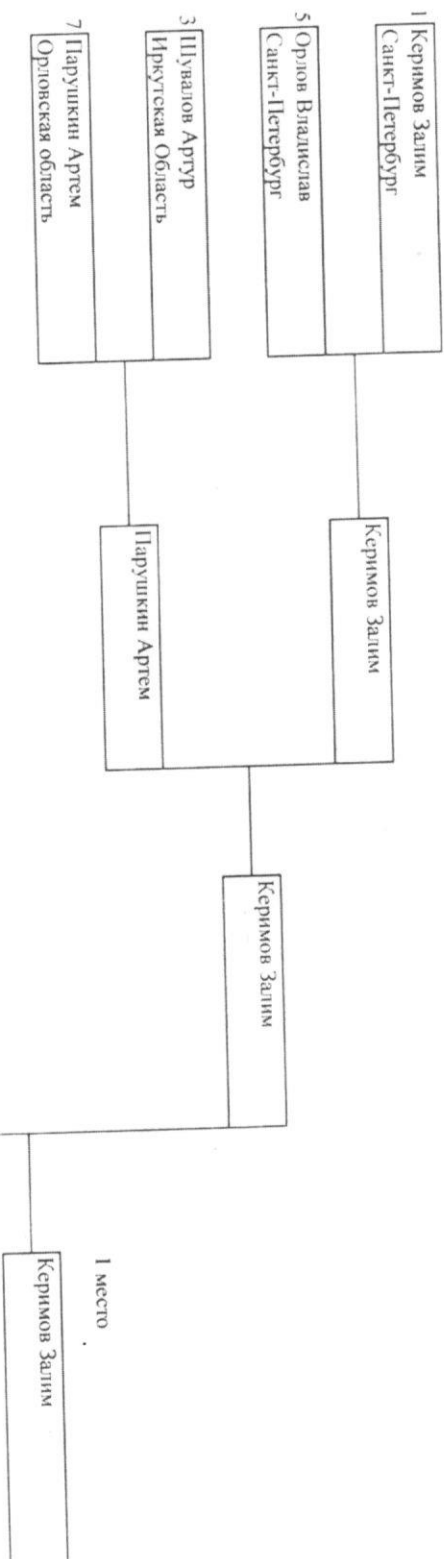 1 Керимов Залим
Санкт-Петербург
5 Орлов Владислав
Санкт-Петербург
3 Шувалов Артур
Иркутская Область
7 Парушкин Артем
Орловская область
Керимов Залим
Парушкин Артем
Керимов Залим
1 место
Керимов Залим